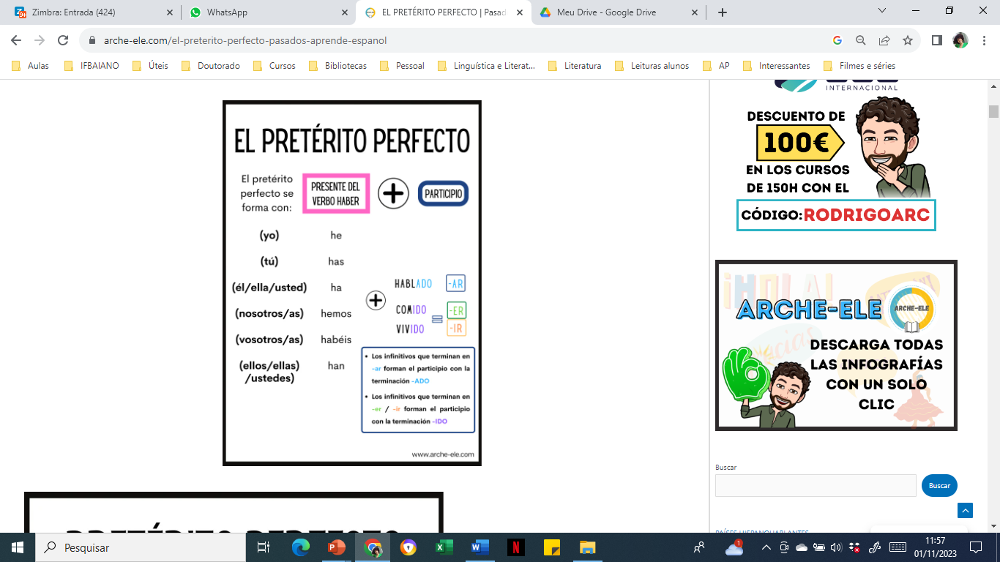 Zimbra: Entrada (424)
WhatsApp
EL PRETÉRITO PERFECTO | Pasad
Meu Drive - Google Drive
arche-ele.com/el-preterito-perfecto-pasados-aprende-espanol
Aulas
IFBAIANO
Úteis
Doutorado
Cursos
Bibliotecas
Pessoal
Linguística e Literat...
Literatura
Leituras alunos
AP
Interessantes
Filmes e séries
EL PRETÉRITO PERFECTO
El pretérito
perfecto se
forma con:
PRESENTE DEL
VERBO HABER
+
PARTICIPIO
(yo) he
(tú) has
(él/ella/usted) ha
(nosotros/as) hemos
(vosotros/as) habéis
(ellos/ellas)
/ustedes) han
+
HABLADO -AR
COMIDO -ER
VIVIDO = -IR
• Los infinitivos que terminan en
-ar forman el participio con la
terminación -ADO
• Los infinitivos que terminan en
-er / -ir forman el participio
con la terminación -IDO
www.arche-ele.com
INTERNACIONAL
DESCUENTO DE
100€
EN LOS CURSOS
DE 150H CON EL
CÓDIGO: RODRIGOARC
¡HOLA!
ARCHE-ELE
ARCHE-ELE
DESCARGA TODAS
LAS INFOGRAFÍAS
CON UN SOLO
CLIC
Buscar
Buscar
PAÍSES HISPANOHABLANTES
PRETÉRITO PERFECTO
Pesquisar
11:57
01/11/2023